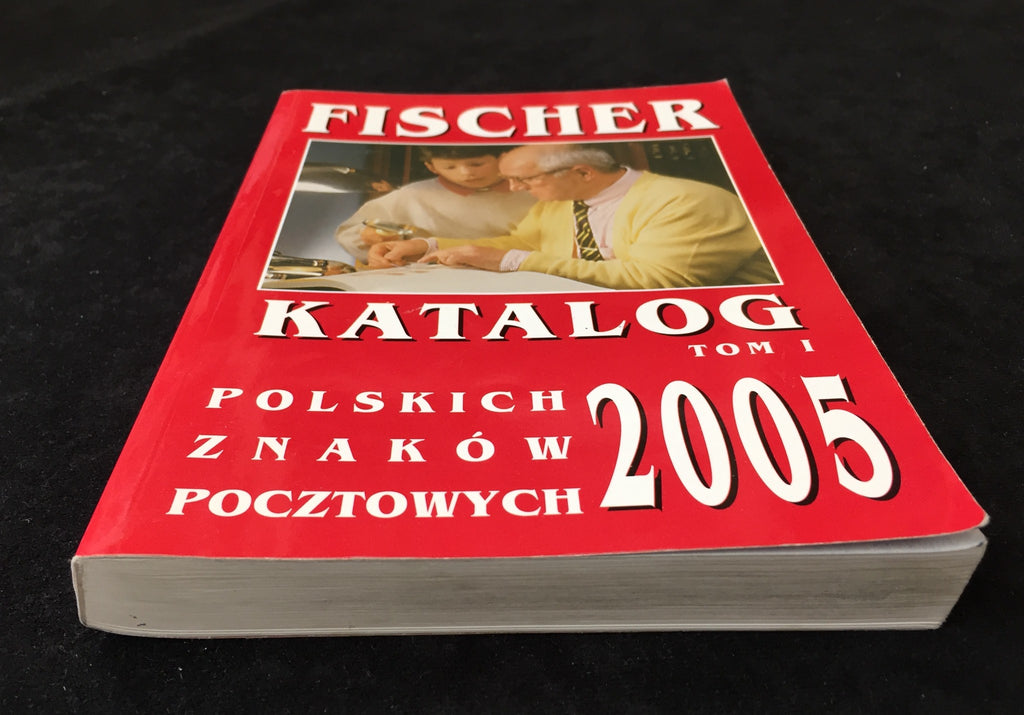 FISCHER
KATALOG
TOM I
POLSKICH
ZNAKÓW
POCZTOWYCH
2005